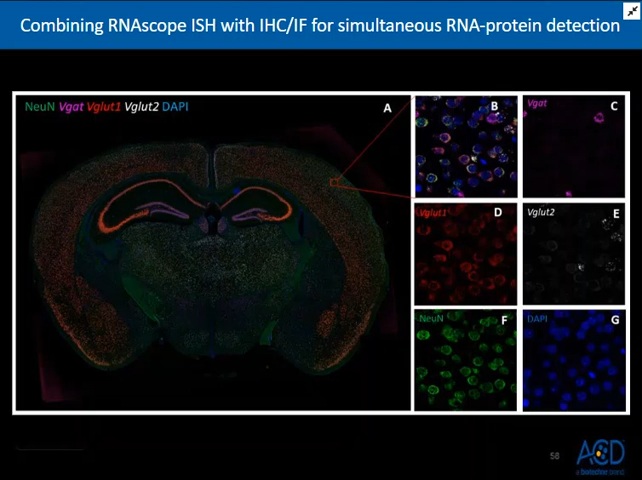 Combining RNAscope ISH with IHC/IF for simultaneous RNA-protein detection
NeuN Vgat Vglut1 Vglut2 DAPI
A
B
Vgat
C
Vglut1
D
Vglut2
E
NeuN
F
DAPI
G
58
ACD
a biotechne brand